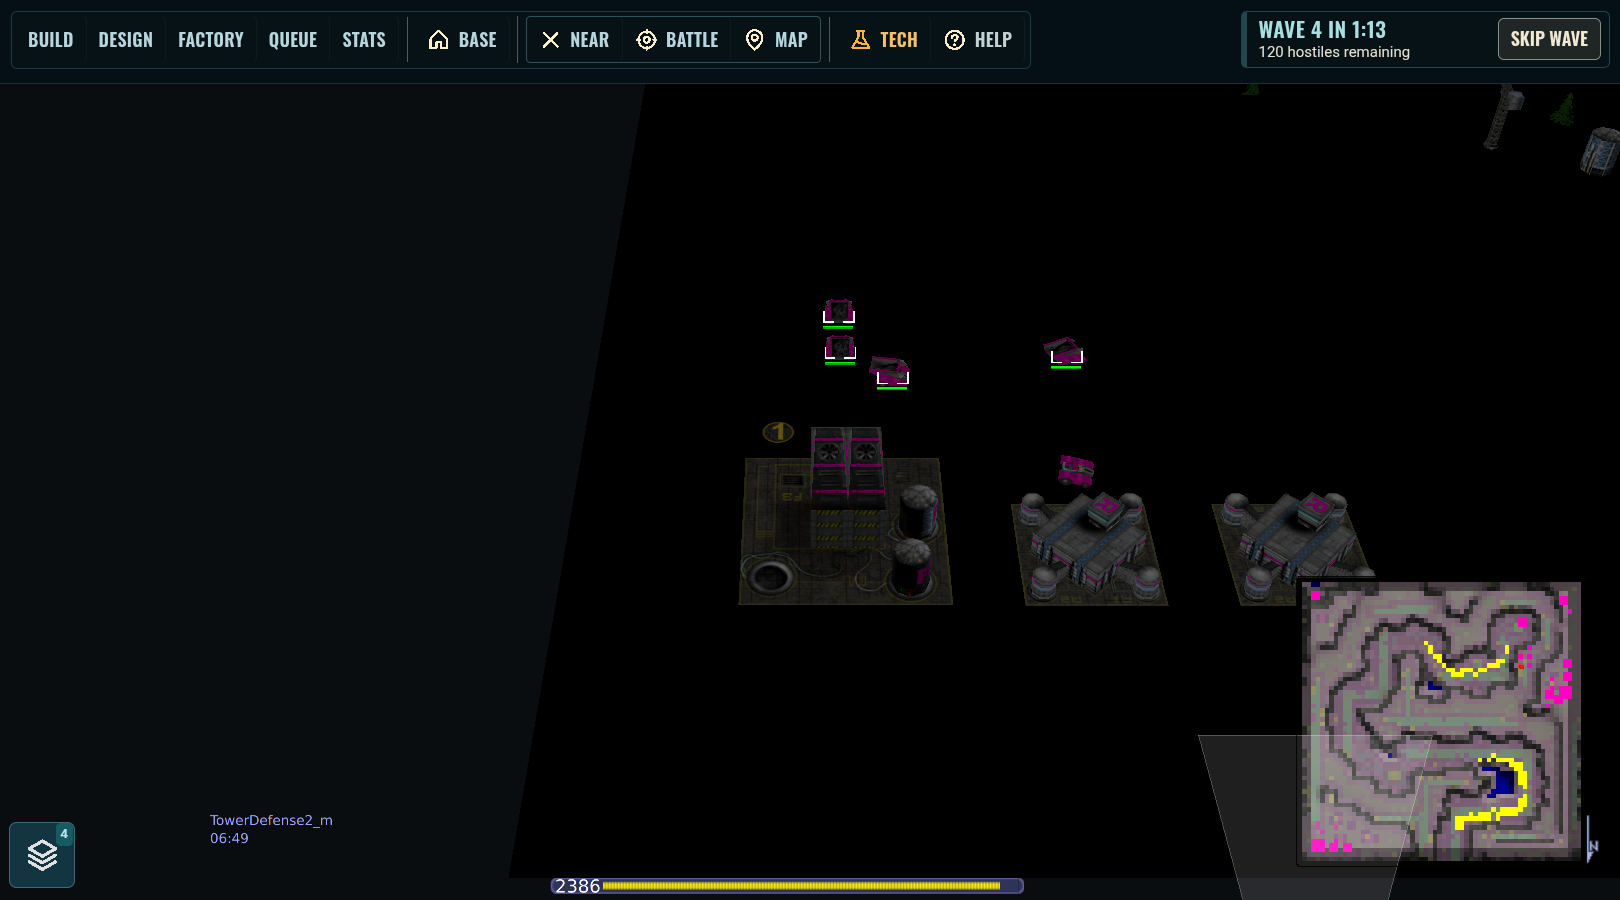 BUILD DESIGN FACTORY QUEUE STATS BASE NEAR BATTLE MAP TECH HELP
WAVE 4 IN 1:13
120 hostiles remaining
SKIP WAVE
1
TowerDefense2_m
06:49
4
2386
N